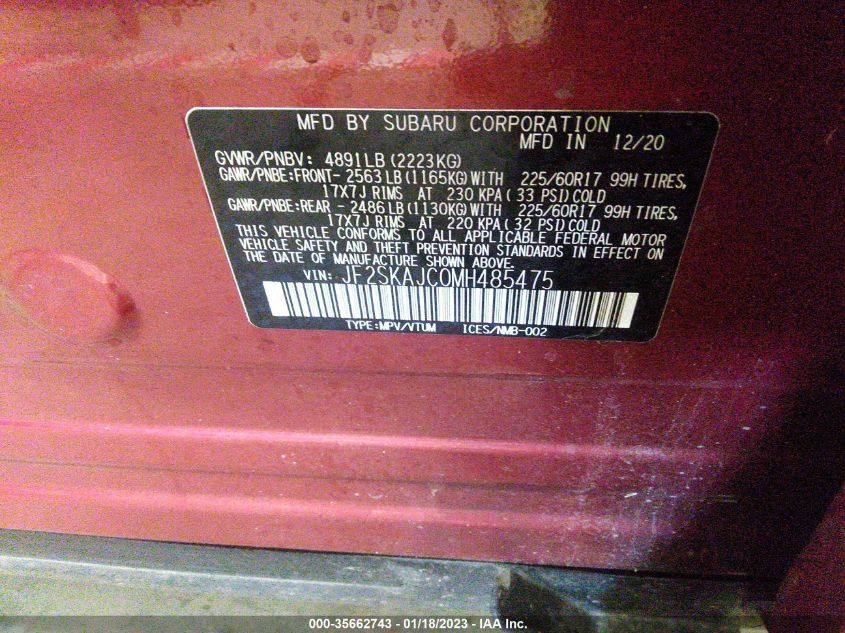 MFD BY SUBARU CORPORATION
MFD IN 12/20
GVWR/PNBV: 4891LB (2223KG)
GAWR/PNBE:FRONT- 2563 LB (1165KG) WITH 225/60R17 99H TIRES,
17X7J RIMS AT 230 KPA ( 33 PSI) COLD
GAWR/PNBE:REAR - 2486 LB (1130KG) WITH 225/60R17 99H TIRES,
17X7J RIMS AT 220 KPA ( 32 PSI) COLD
THIS VEHICLE CONFORMS TO ALL APPLICABLE FEDERAL MOTOR
VEHICLE SAFETY AND THEFT PREVENTION STANDARDS IN EFFECT ON
THE DATE OF MANUFACTURE SHOWN ABOVE
VIN: JF2SKAJC0MH485475
TYPE:MPV/VTUM ICES/NMB-002
000-35662743 / 01/18/2023 - IAA Inc.